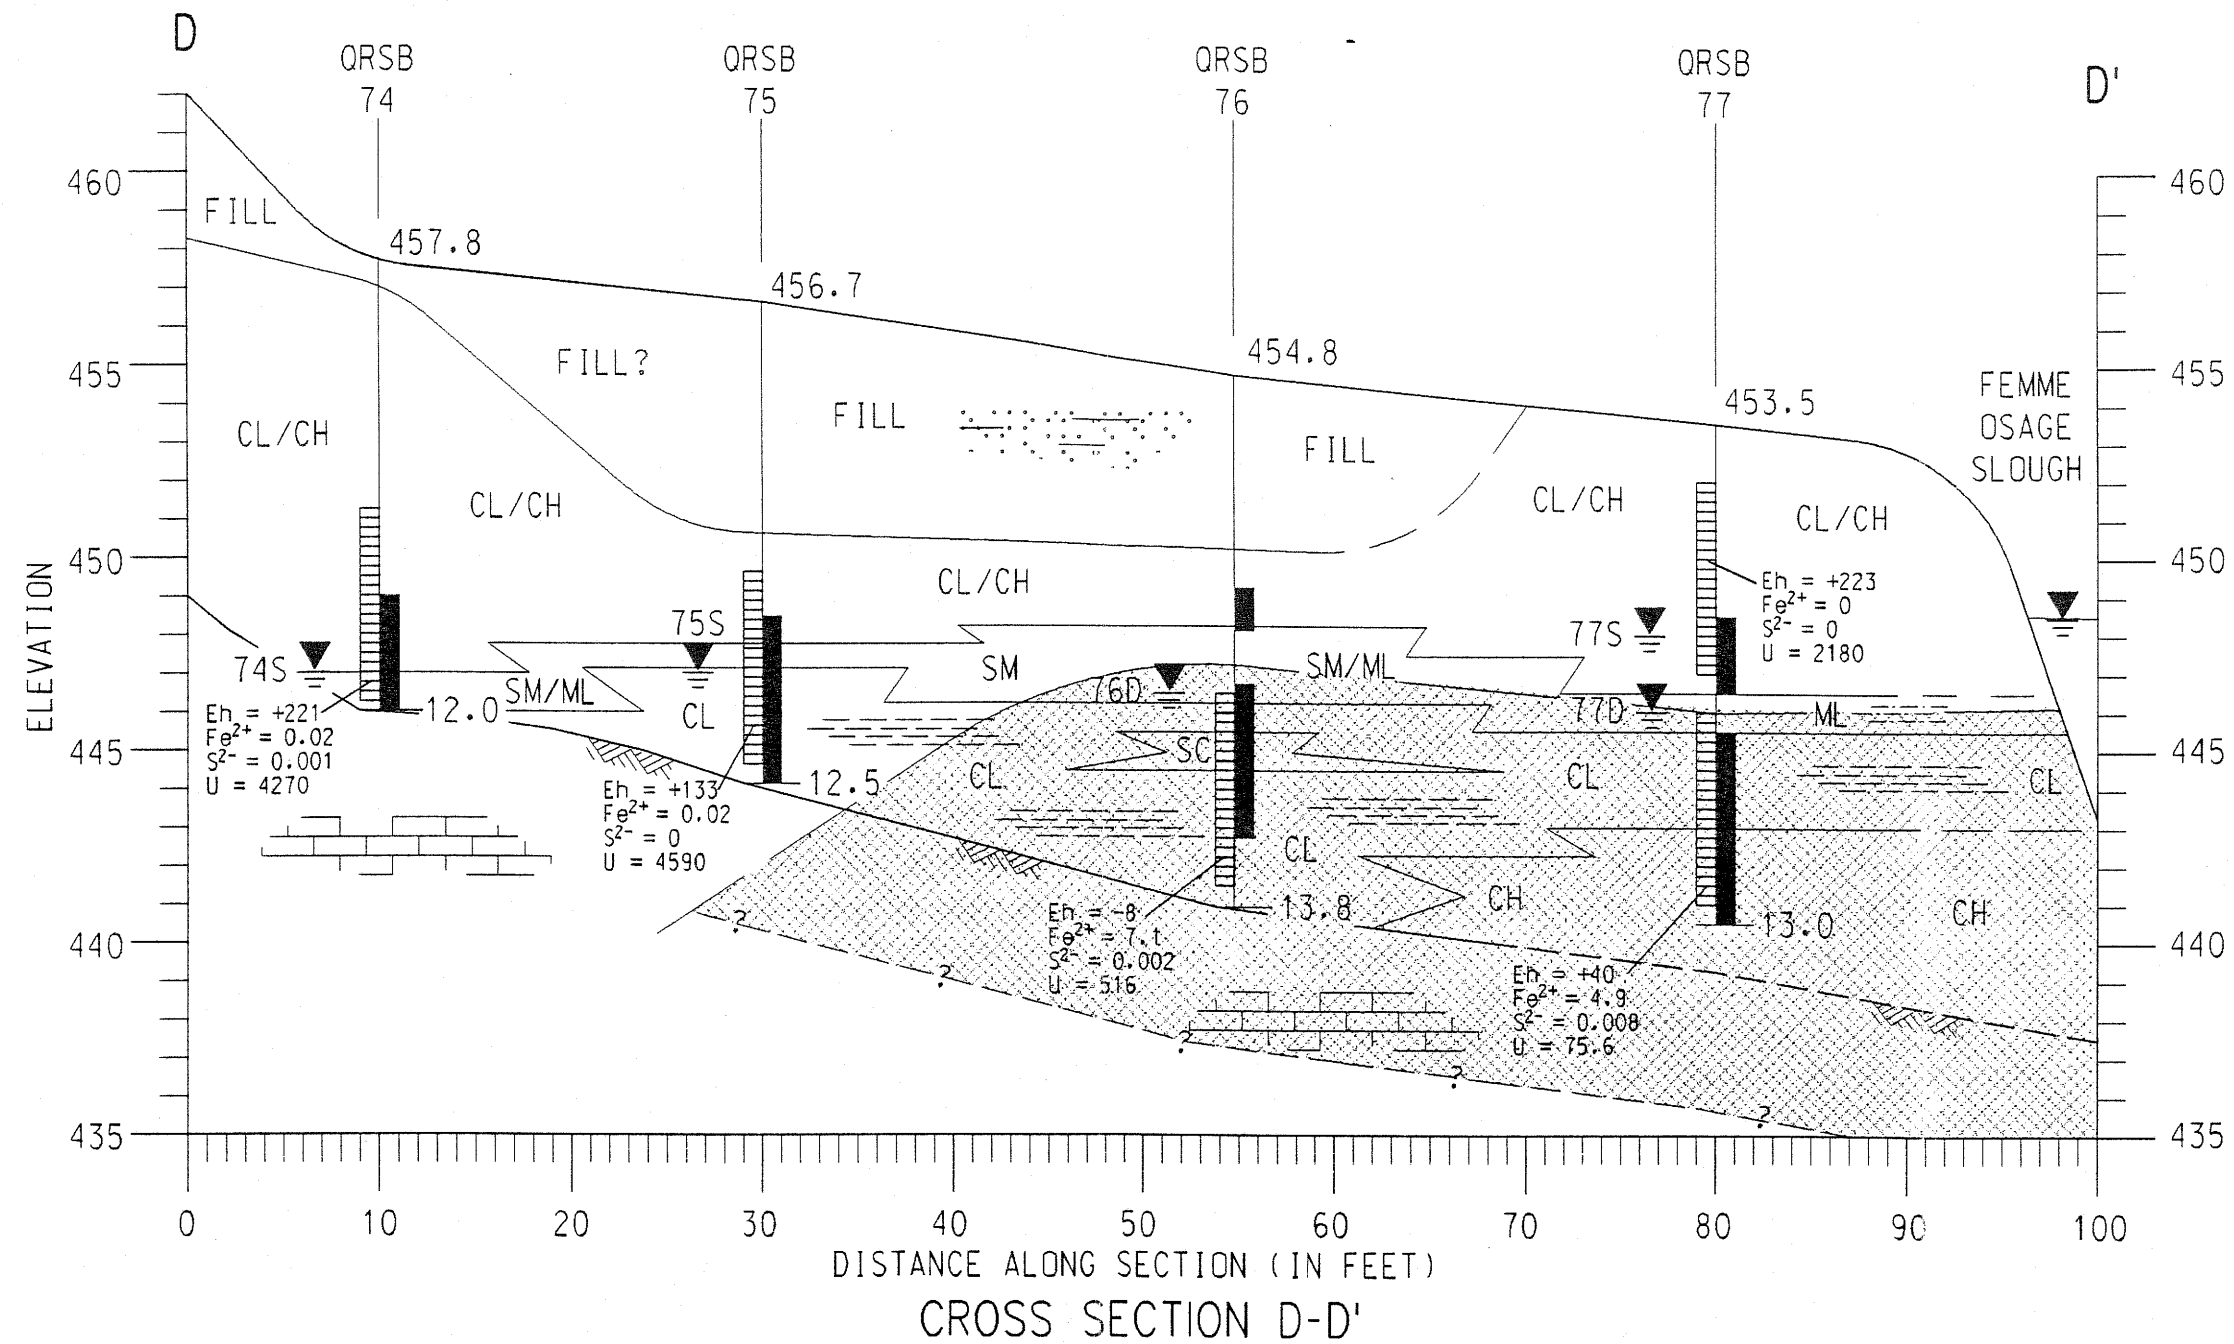 D
QRSB
74
QRSB
75
QRSB
76
QRSB
77
D'
460
455
450
445
440
435
ELEVATION
460
455
450
445
440
435
FILL
457.8
456.7
454.8
453.5
FILL?
FILL
FILL
FEMME
OSAGE
SLOUGH
CL/CH
CL/CH
CL/CH
CL/CH
CL/CH
74S
75S
76D
77S
77D
SM/ML
SM
SM/ML
ML
CL
CL
SC
CL
CL
CL
CH
CH
12.0
12.5
13.8
13.0
Eh = +221
Fe²⁺ = 0.02
S²⁻ = 0.001
U = 4270
Eh = +133
Fe²⁺ = 0.02
S²⁻ = 0
U = 4590
Eh = -8
Fe²⁺ = 7.t
S²⁻ = 0.002
U = 516
Eh = +223
Fe²⁺ = 0
S²⁻ = 0
U = 2180
Eh = +40
Fe²⁺ = 4.9
S²⁻ = 0.008
U = 75.6
?
?
?
?
?
0 10 20 30 40 50 60 70 80 90 100
DISTANCE ALONG SECTION (IN FEET)
CROSS SECTION D-D'